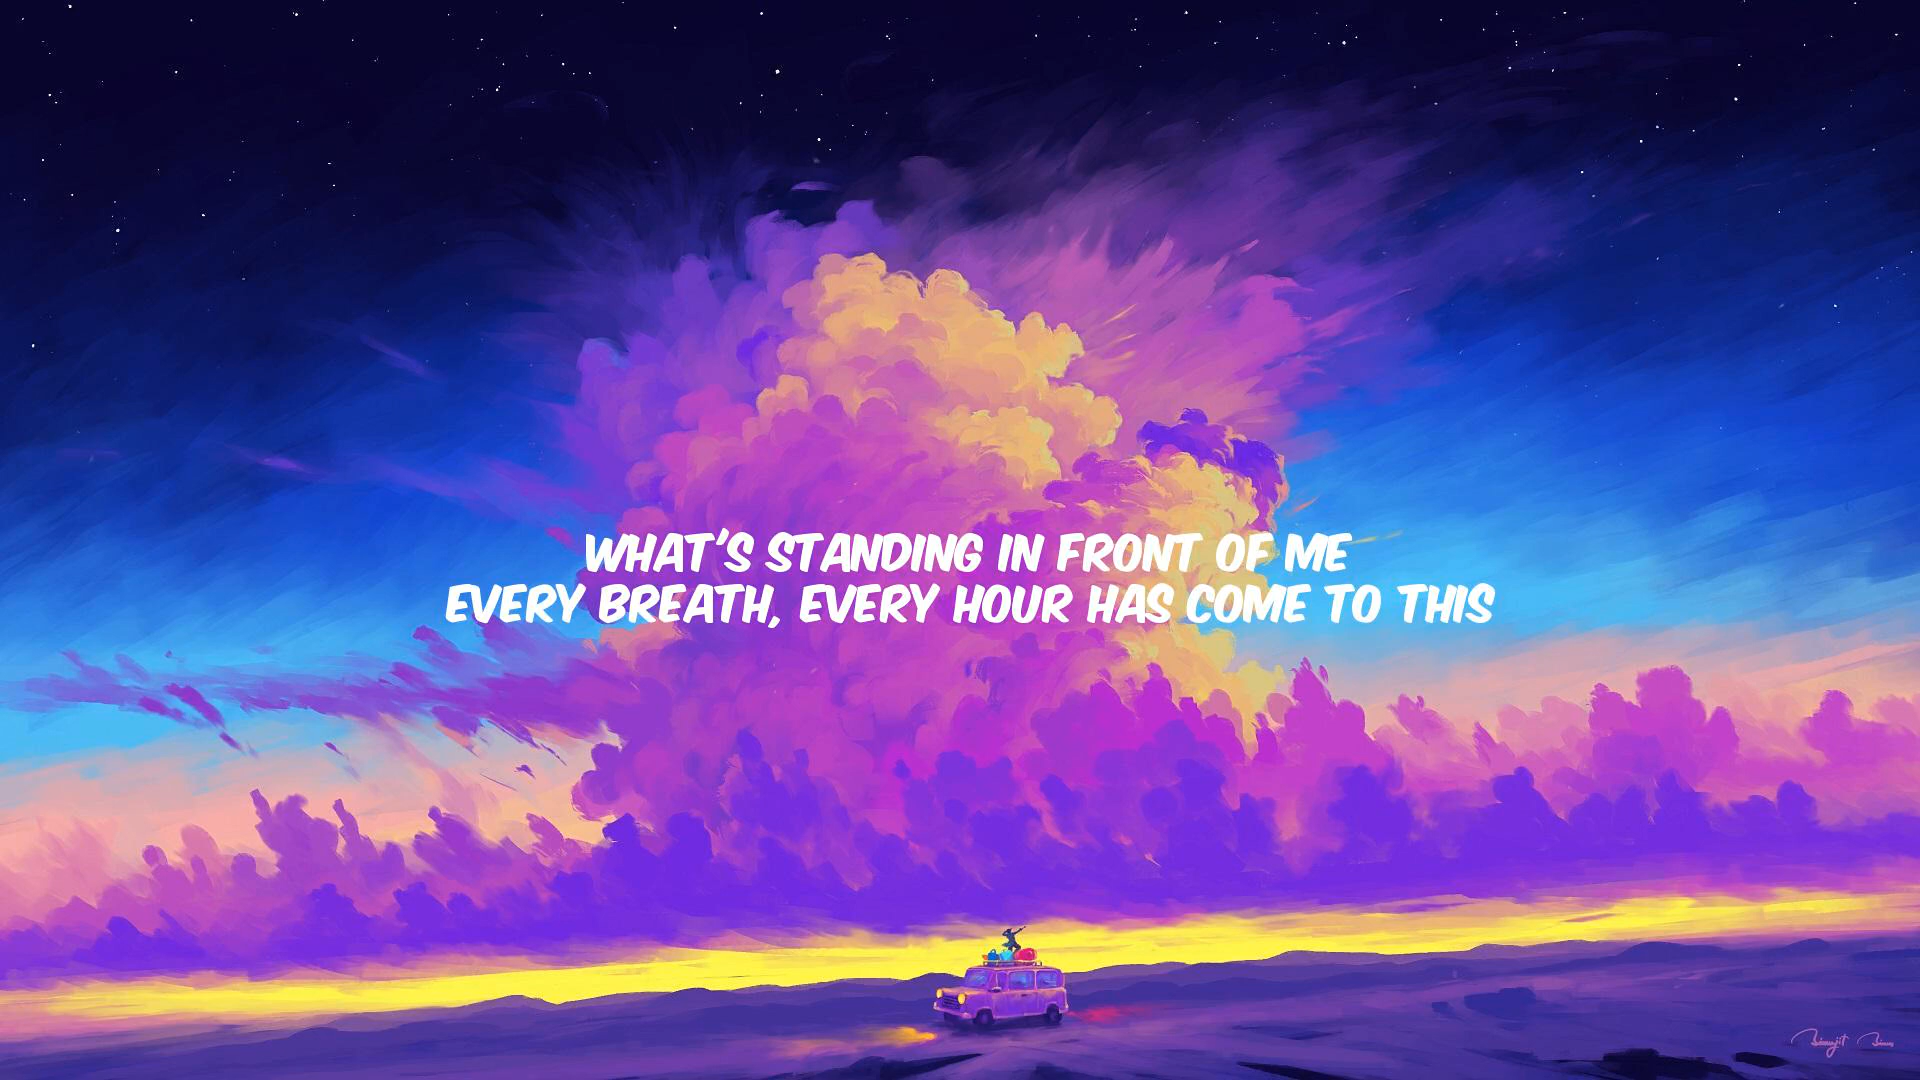 WHAT'S STANDING IN FRONT OF ME
EVERY BREATH, EVERY HOUR HAS COME TO THIS